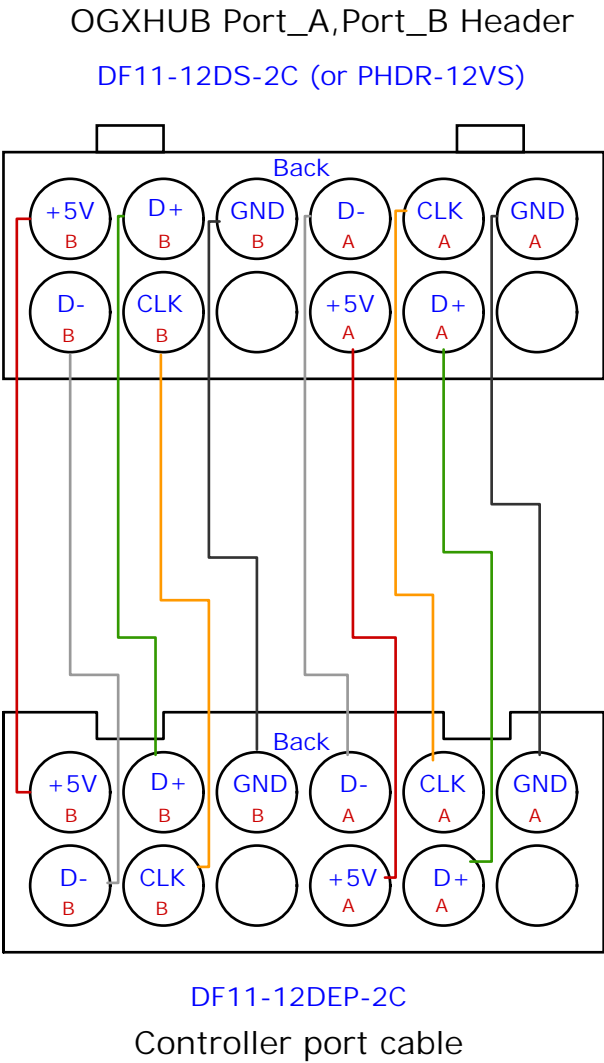 OGXHUB Port_A,Port_B Header
DF11-12DS-2C (or PHDR-12VS)
Back
+5V D+ GND D- CLK GND
B B B A A A
D- CLK +5V D+
B B A A
Back
+5V D+ GND D- CLK GND
B B B A A A
D- CLK +5V D+
B B A A
DF11-12DEP-2C
Controller port cable